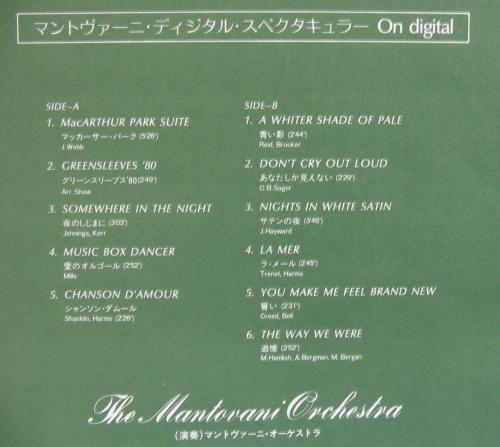 マントヴァーニ・ディジタル・スペクタキュラー On digital
SIDE-A
1. MacARTHUR PARK SUITE
マッカーサー・パーク (5'26")
J.Webb
2. GREENSLEEVES '80
グリーンスリーブス'80 (2'49")
Arr. Shaw
3. SOMEWHERE IN THE NIGHT
夜のしじまに (3'03")
Jennings, Kerr
4. MUSIC BOX DANCER
愛のオルゴール (2'52")
Mills
5. CHANSON D'AMOUR
シャンソン・ダムール
Shanklin, Harms (2'26")
SIDE-B
1. A WHITER SHADE OF PALE
青い影 (2'44")
Reid, Brooker
2. DON'T CRY OUT LOUD
あなたしか見えない (2'29")
C.B.Sager
3. NIGHTS IN WHITE SATIN
サテンの夜 (3'46")
J.Hayward
4. LA MER
ラ・メール (2'45")
Trenet, Harms
5. YOU MAKE ME FEEL BRAND NEW
誓い (2'31")
Creed, Bell
6. THE WAY WE WERE
追憶 (2'52")
M.Hamlish, A.Bergman, M. Bergan
The Mantovani Orchestra
(演奏)マントヴァーニ・オーケストラ